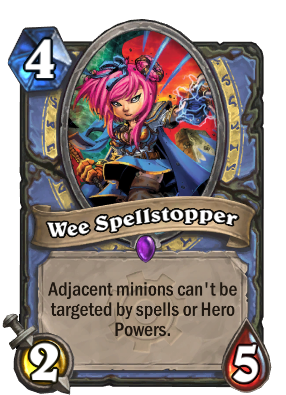 4
Wee Spellstopper
Adjacent minions can't be
targeted by spells or Hero
Powers.
2
5